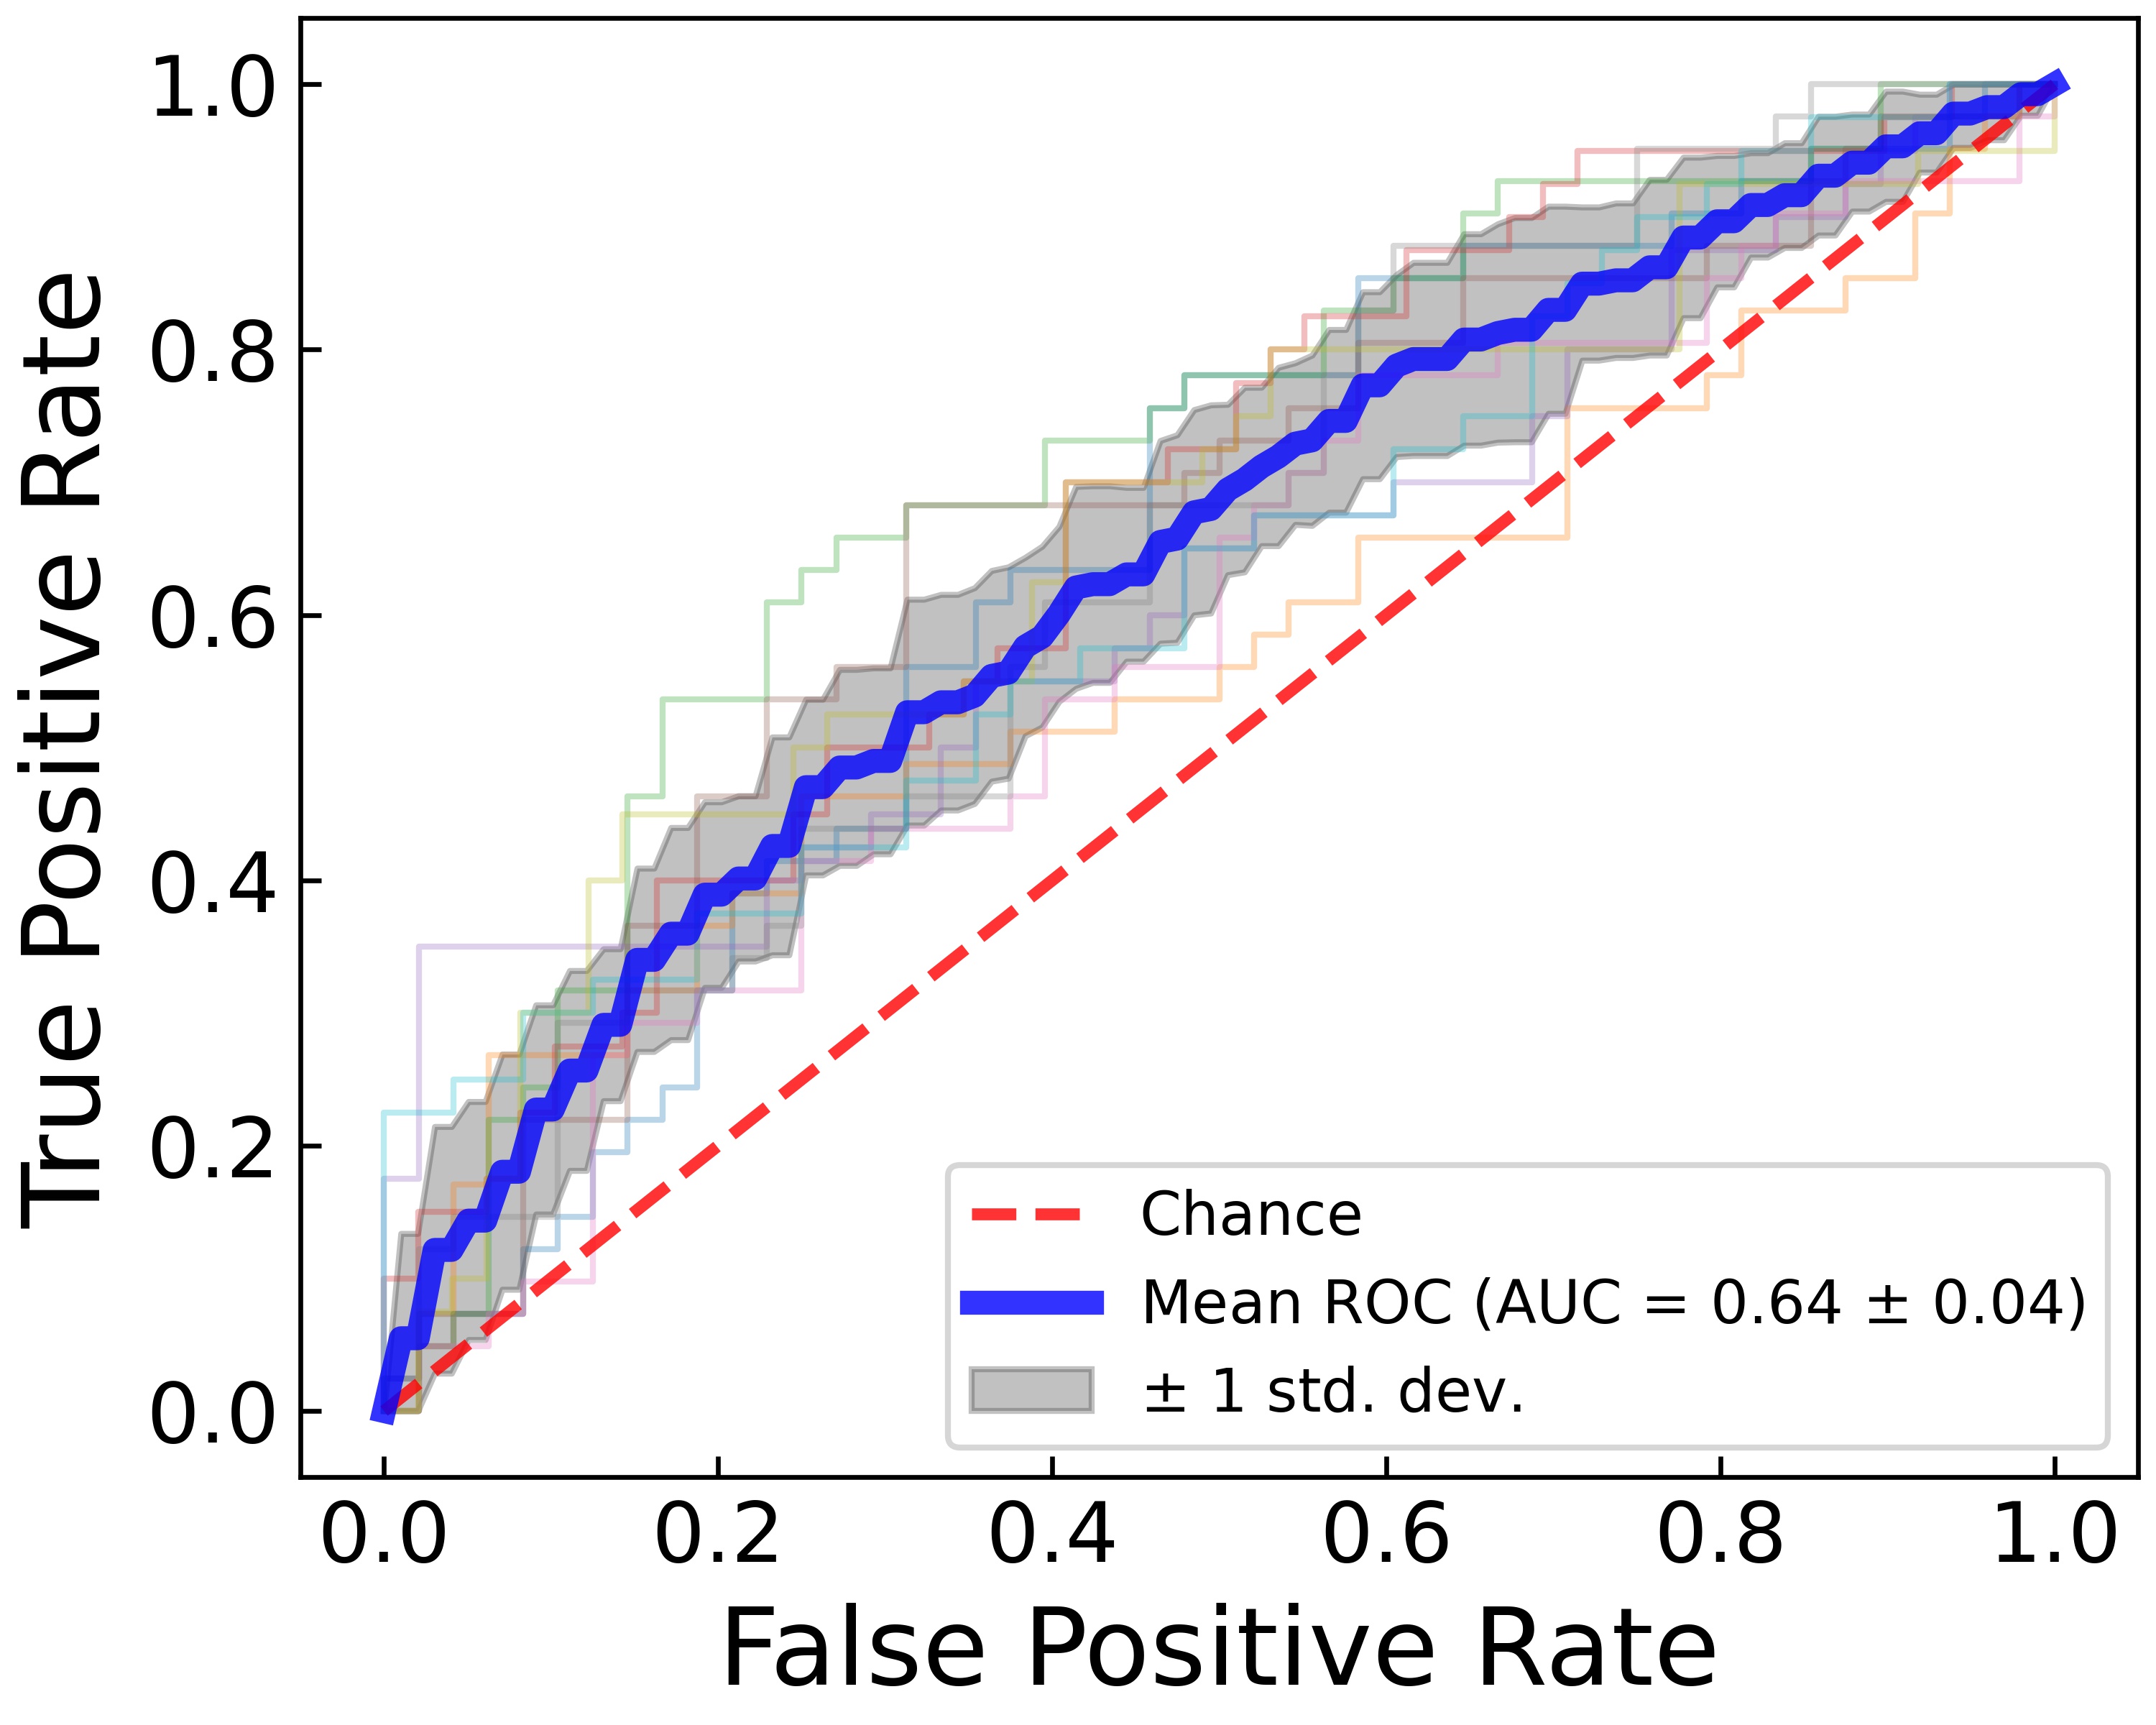 True Positive Rate
1.0
0.8
0.6
0.4
0.2
0.0
Chance
Mean ROC (AUC = 0.64 ± 0.04)
± 1 std. dev.
0.0 0.2 0.4 0.6 0.8 1.0
False Positive Rate